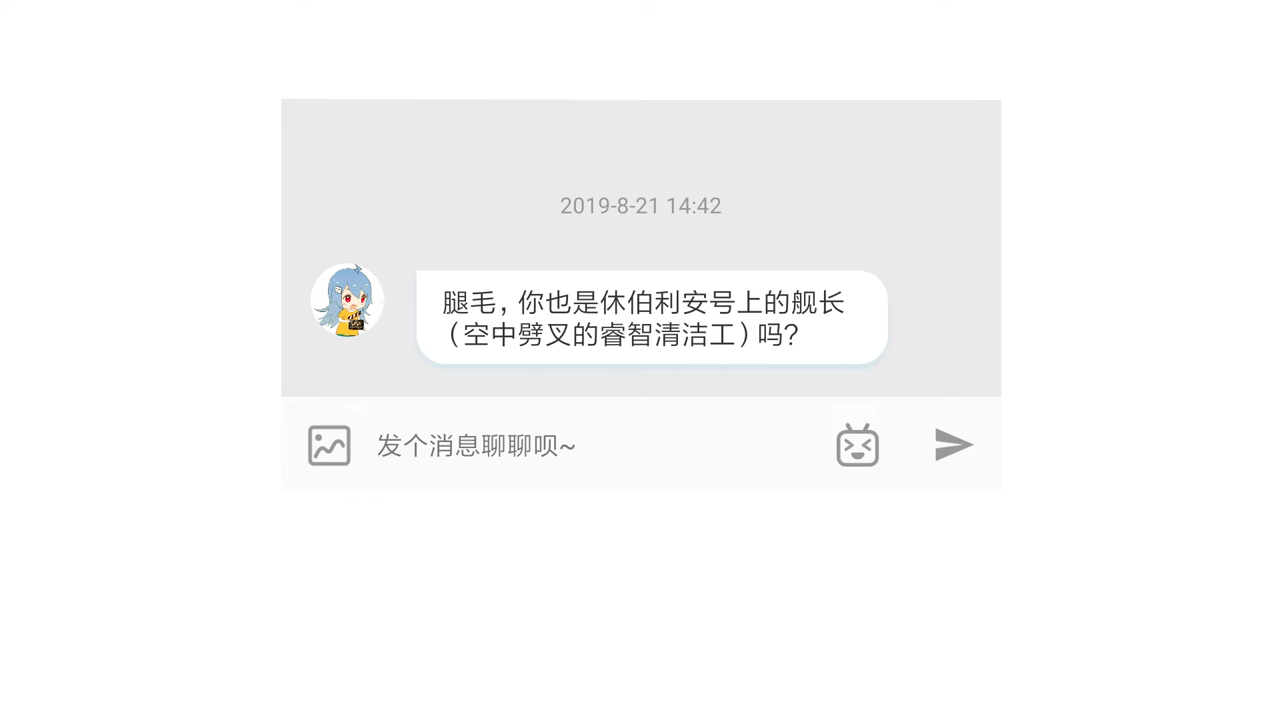 2019-8-21 14:42
腿毛，你也是休伯利安号上的舰长
（空中劈叉的睿智清洁工）吗？
发个消息聊聊呗~